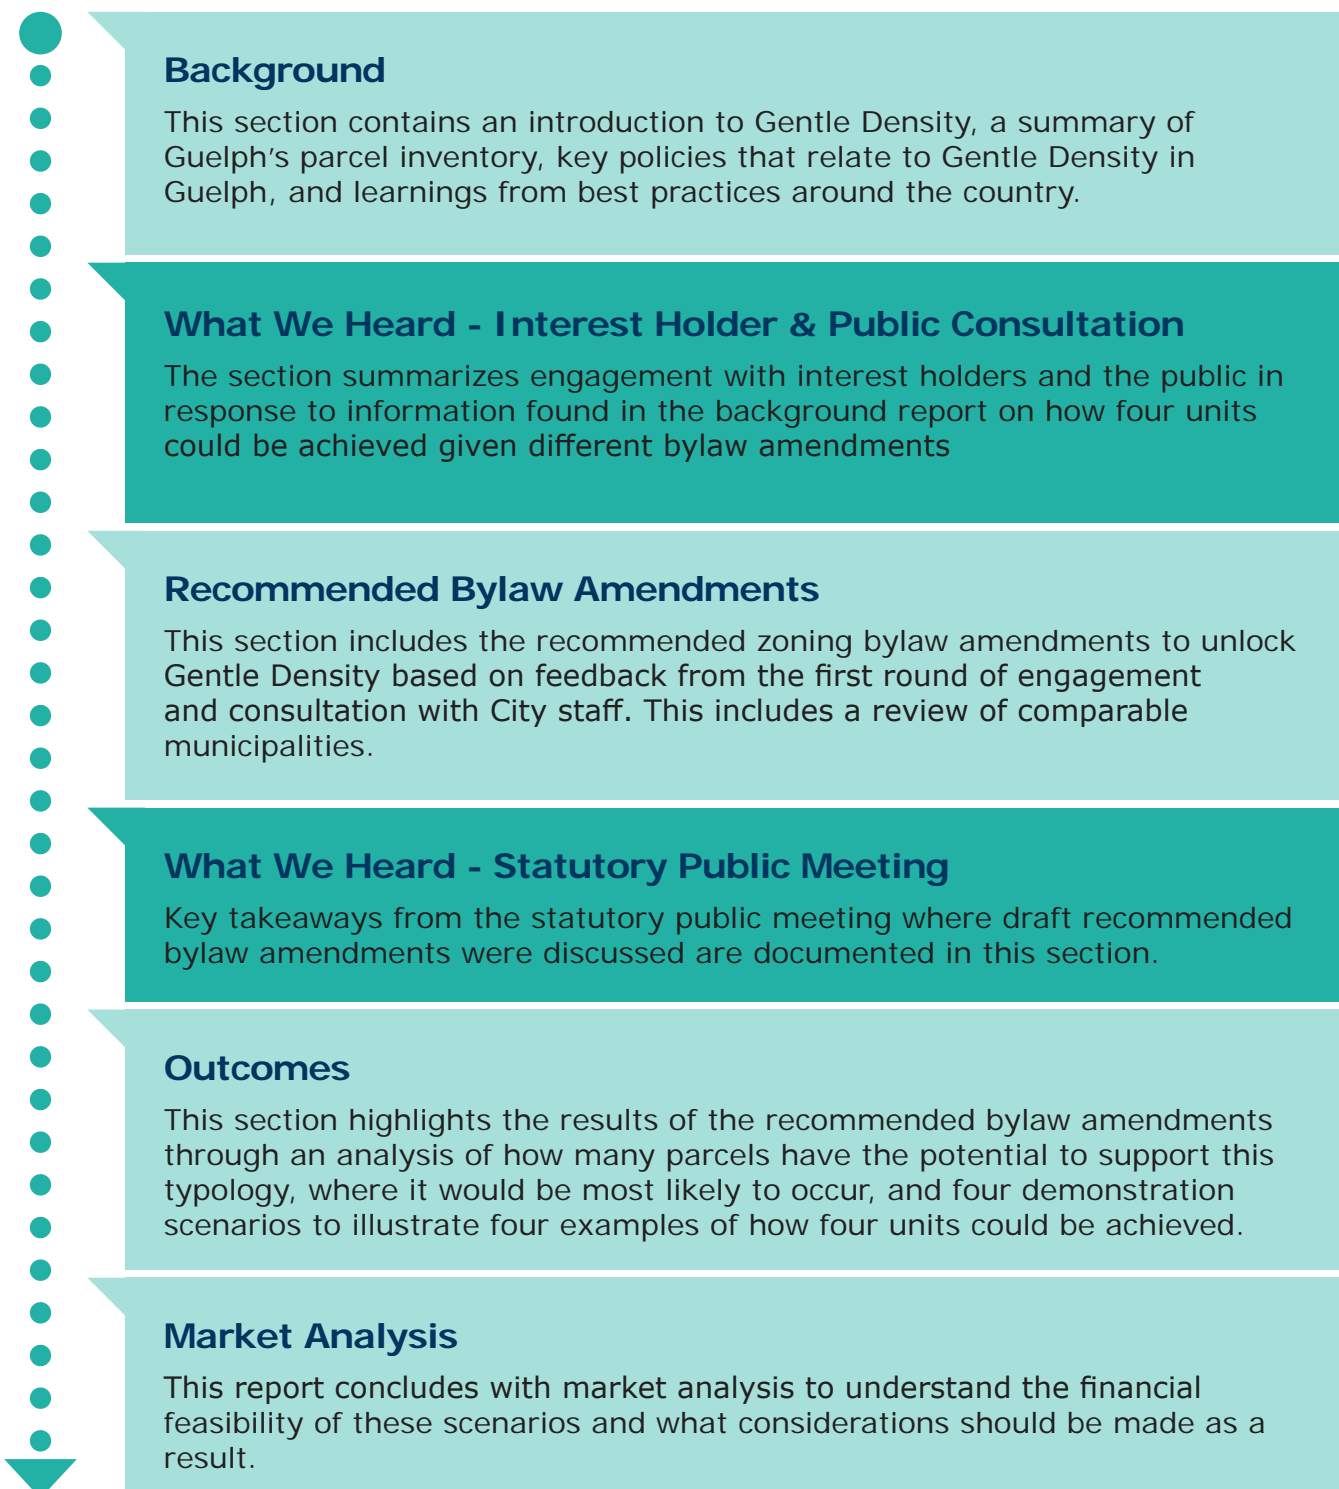 Background
This section contains an introduction to Gentle Density, a summary of
Guelph's parcel inventory, key policies that relate to Gentle Density in
Guelph, and learnings from best practices around the country.
What We Heard - Interest Holder & Public Consultation
The section summarizes engagement with interest holders and the public in
response to information found in the background report on how four units
could be achieved given different bylaw amendments
Recommended Bylaw Amendments
This section includes the recommended zoning bylaw amendments to unlock
Gentle Density based on feedback from the first round of engagement
and consultation with City staff. This includes a review of comparable
municipalities.
What We Heard - Statutory Public Meeting
Key takeaways from the statutory public meeting where draft recommended
bylaw amendments were discussed are documented in this section.
Outcomes
This section highlights the results of the recommended bylaw amendments
through an analysis of how many parcels have the potential to support this
typology, where it would be most likely to occur, and four demonstration
scenarios to illustrate four examples of how four units could be achieved.
Market Analysis
This report concludes with market analysis to understand the financial
feasibility of these scenarios and what considerations should be made as a
result.